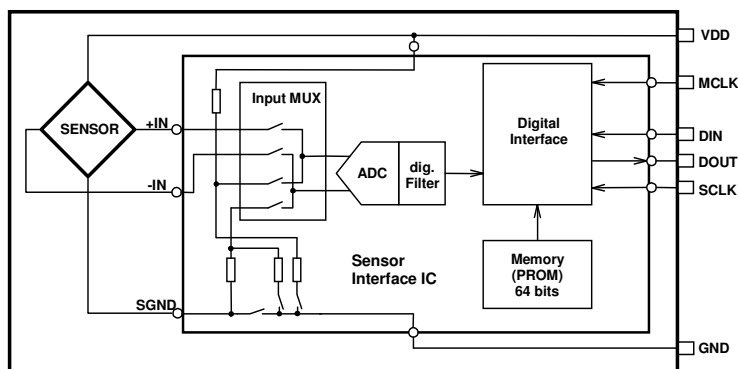 VDD
Input MUX
MCLK
SENSOR
+IN
Digital
Interface
DIN
DOUT
ADC
dig.
Filter
-IN
SCLK
Sensor
Interface IC
Memory
(PROM)
64 bits
SGND
GND